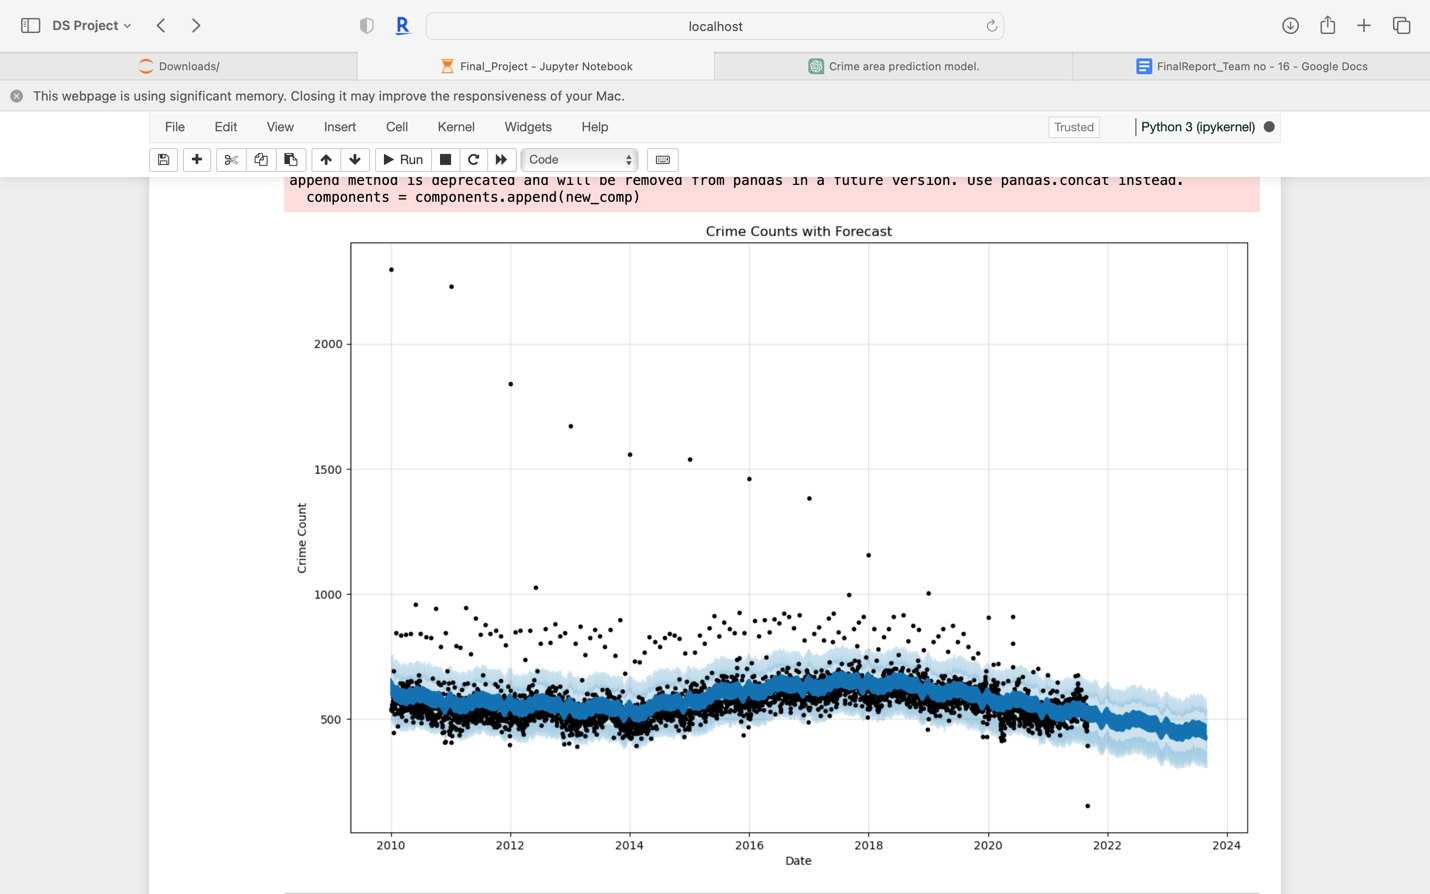 DS Project
localhost
Downloads/
Final_Project - Jupyter Notebook
Crime area prediction model.
FinalReport_Team no - 16 - Google Docs
This webpage is using significant memory. Closing it may improve the responsiveness of your Mac.
File Edit View Insert Cell Kernel Widgets Help
Trusted
Python 3 (ipykernel)
Run
Code
append method is deprecated and will be removed from pandas in a future version. Use pandas.concat instead.
components = components.append(new_comp)
Crime Counts with Forecast
2000
1500
1000
500
Crime Count
2010 2012 2014 2016 2018 2020 2022 2024
Date